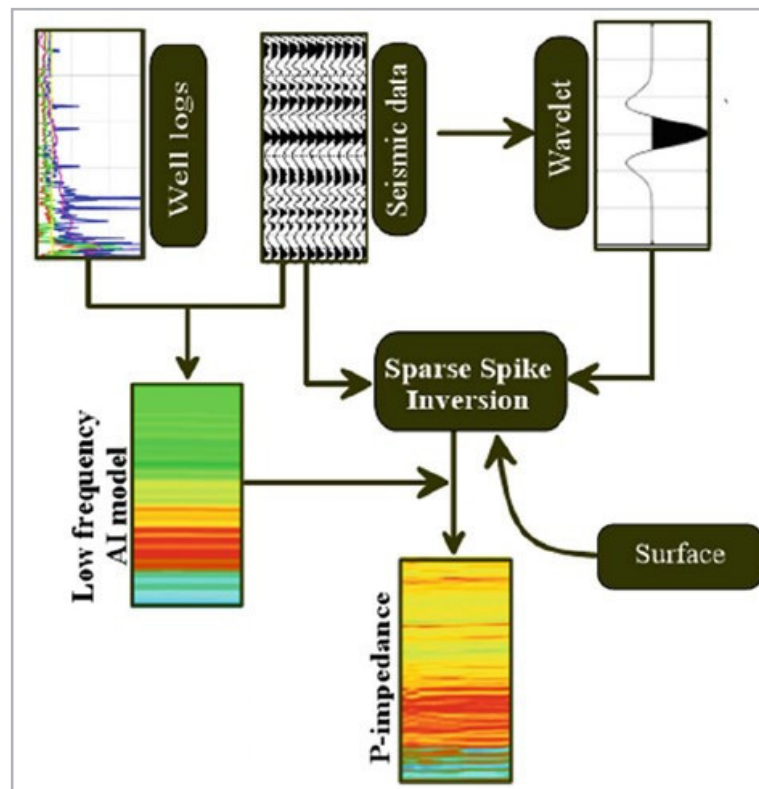 Well logs
Seismic data
Wavelet
Sparse Spike
Inversion
Low frequency
AI model
Surface
P-impedance